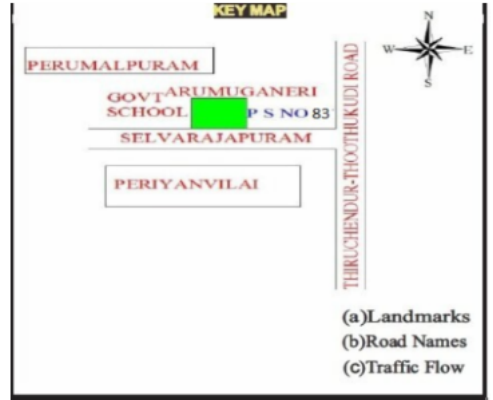 KEY MAP
N
W E
S
PERUMALPURAM
ARUMUGANERI
GOVT
SCHOOL P S NO 83
SELVARAJAPURAM
PERIYANVILAI
THIRUCHENDUR-THOOTHUKUDI ROAD
(a)Landmarks
(b)Road Names
(c)Traffic Flow